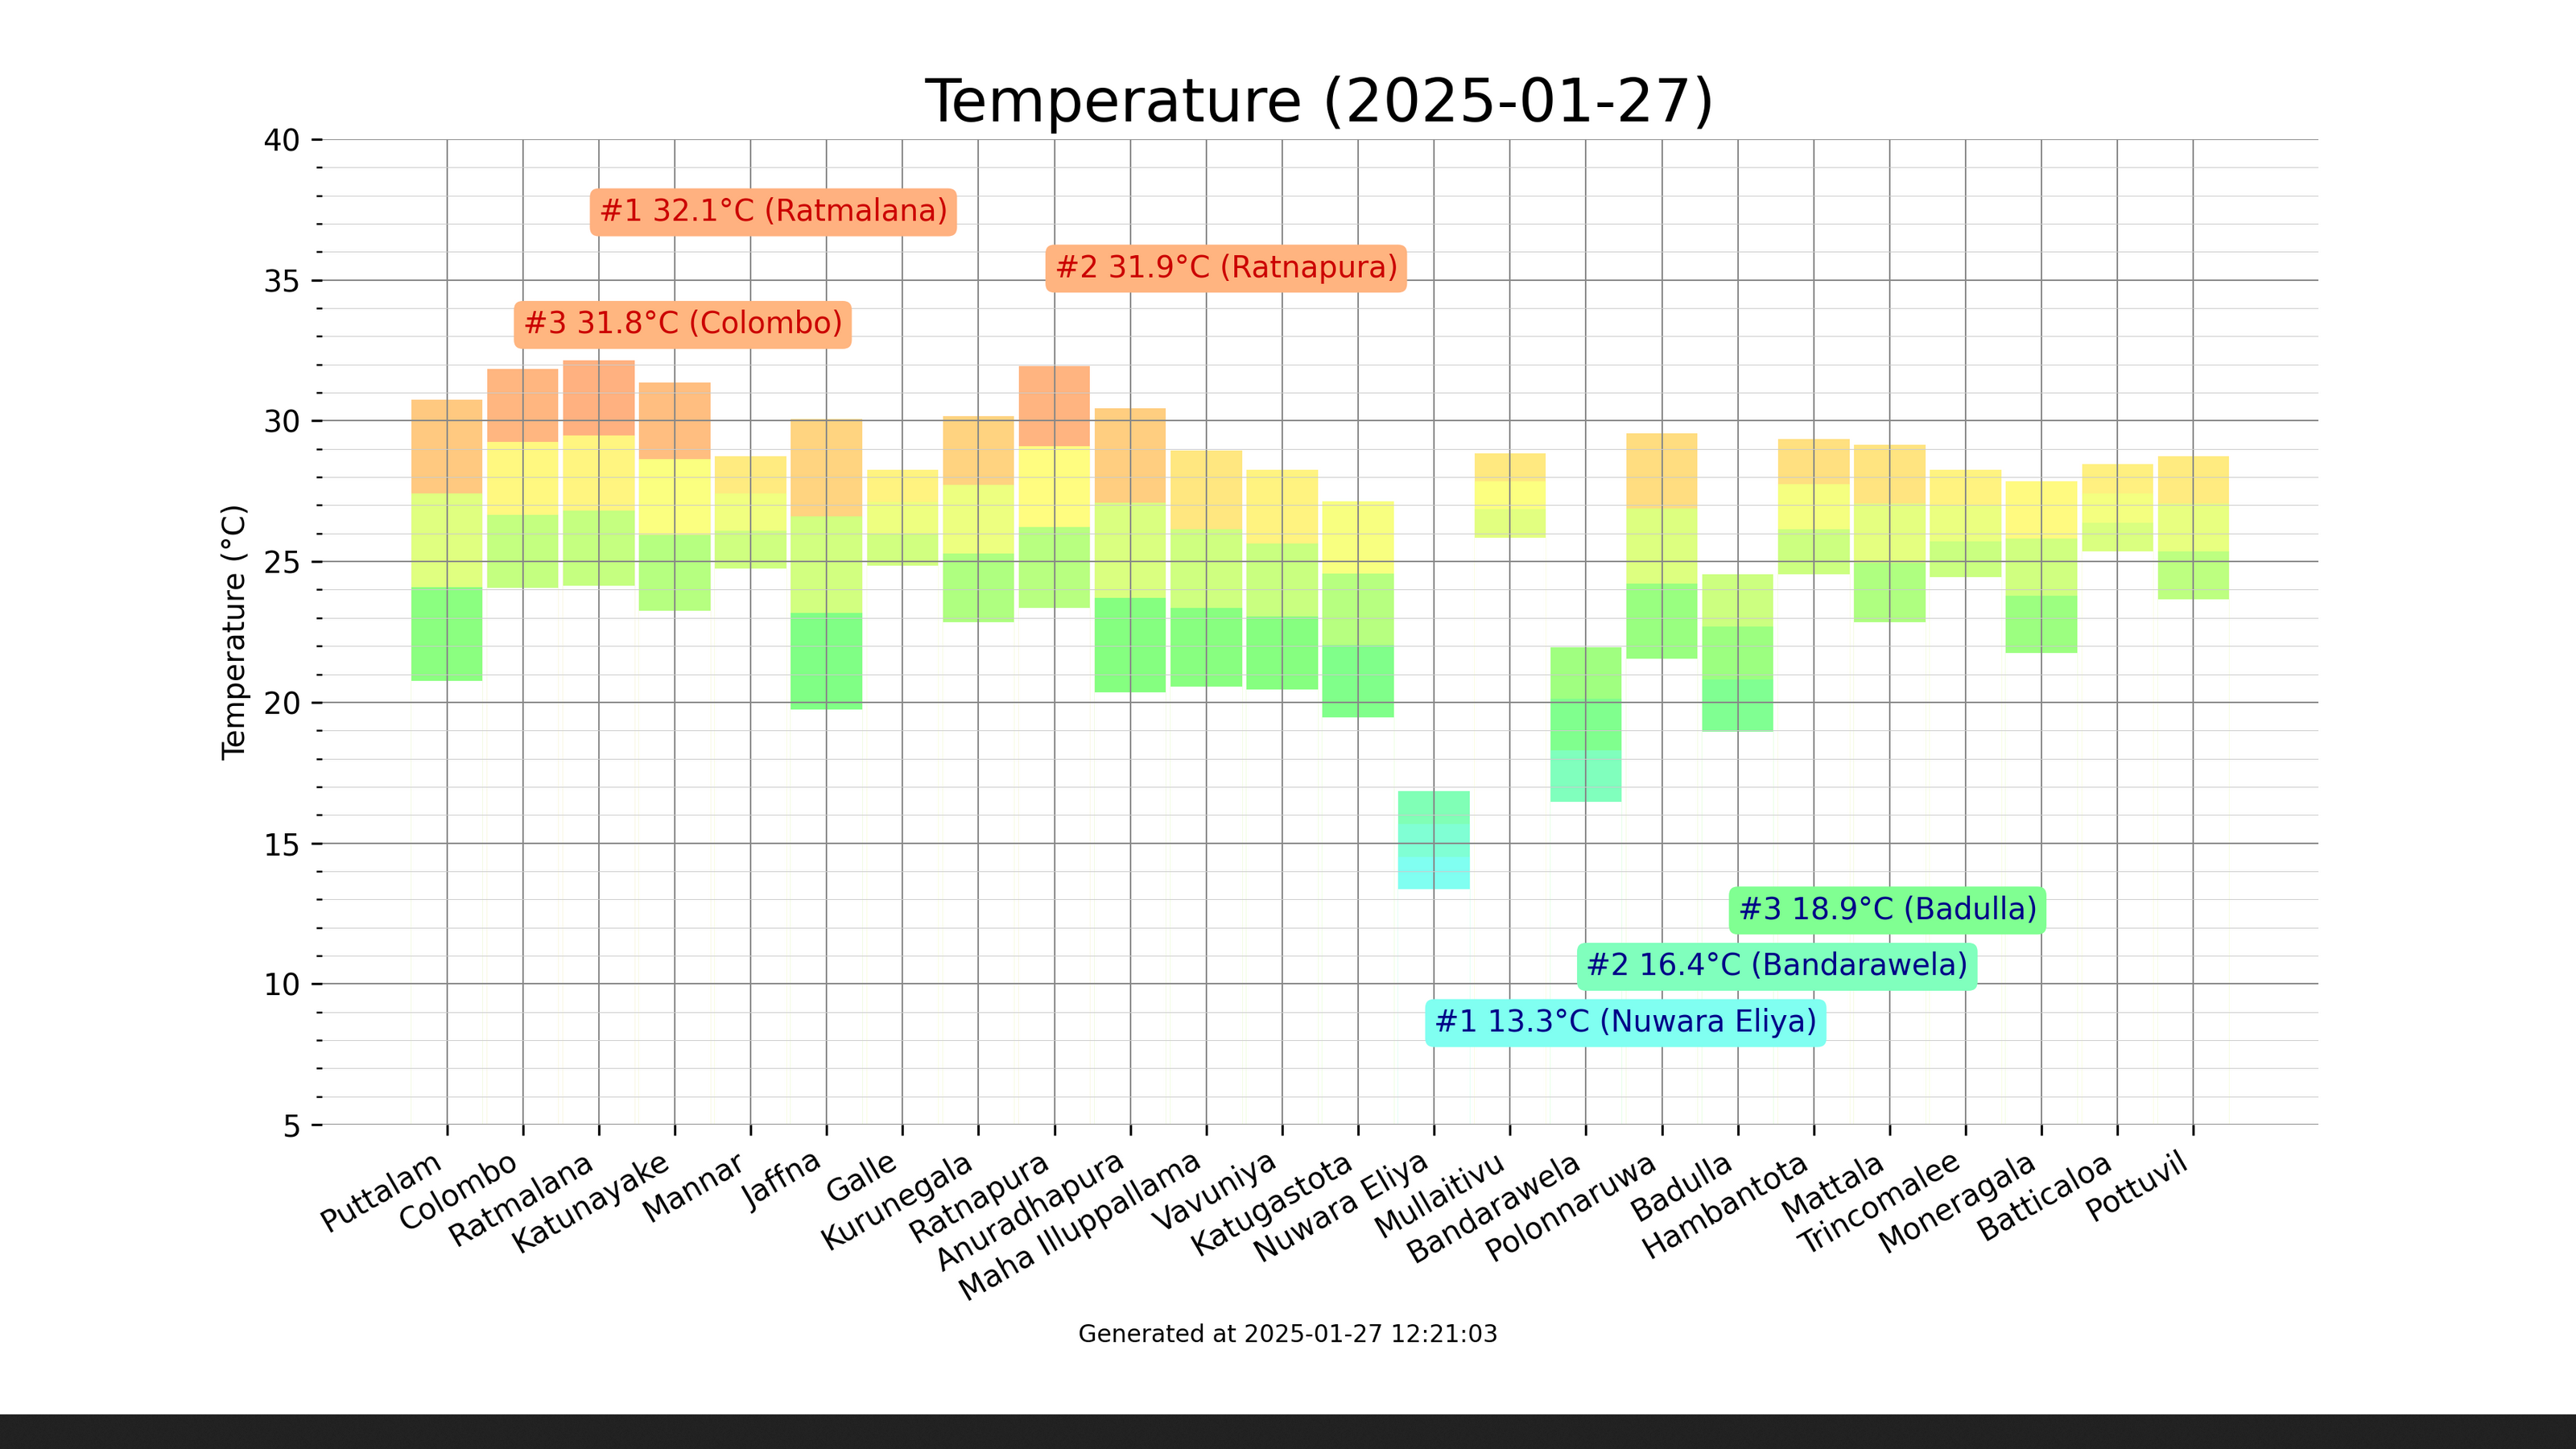 Temperature (2025-01-27)
40
35
30
25
20
15
10
5
Temperature (°C)
#1 32.1°C (Ratmalana)
#2 31.9°C (Ratnapura)
#3 31.8°C (Colombo)
#3 18.9°C (Badulla)
#2 16.4°C (Bandarawela)
#1 13.3°C (Nuwara Eliya)
Puttalam
Colombo
Ratmalana
Katunayake
Mannar
Jaffna
Galle
Kurunegala
Ratnapura
Anuradhapura
Maha Illuppallama
Vavuniya
Katugastota
Nuwara Eliya
Mullaitivu
Bandarawela
Polonnaruwa
Badulla
Hambantota
Mattala
Trincomalee
Moneragala
Batticaloa
Pottuvil
Generated at 2025-01-27 12:21:03